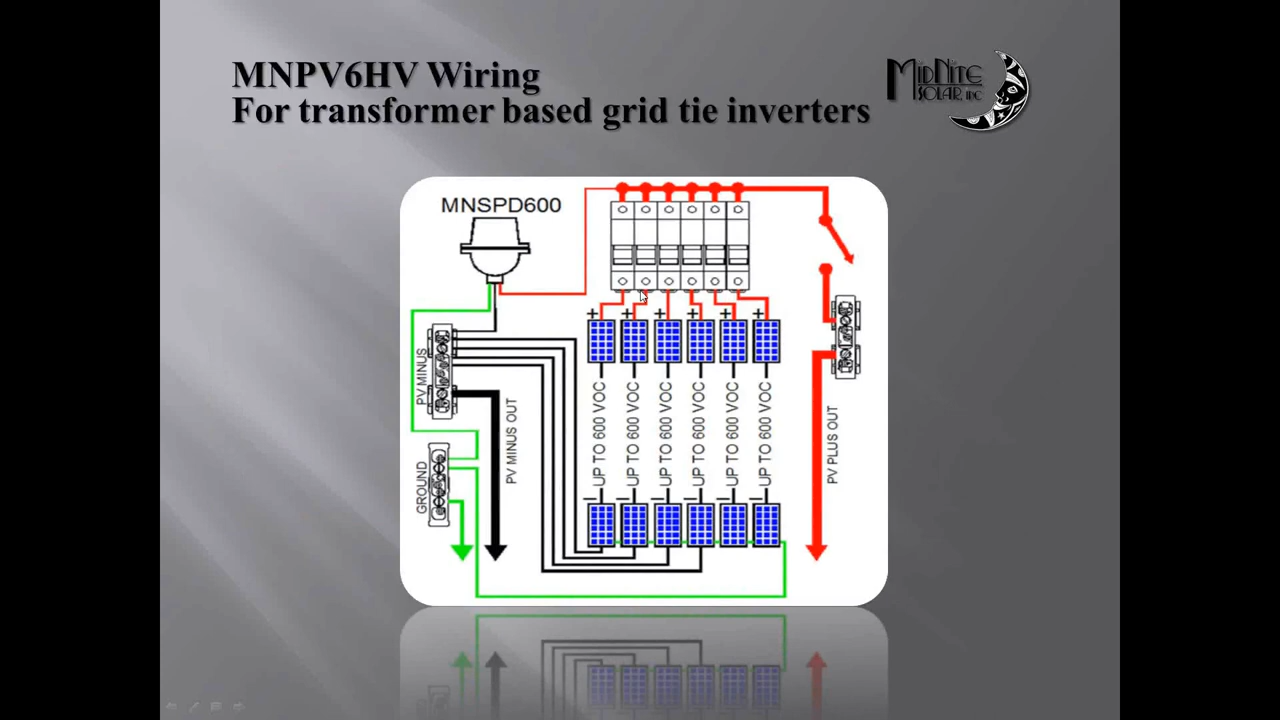 MNPV6HV Wiring
For transformer based grid tie inverters
MIDNITE
SOLAR, INC
MNSPD600
+ + + + + +
PV MINUS
GROUND
PV MINUS OUT
UP TO 600 VOC
UP TO 600 VOC
UP TO 600 VOC
UP TO 600 VOC
UP TO 600 VOC
UP TO 600 VOC
PV PLUS OUT